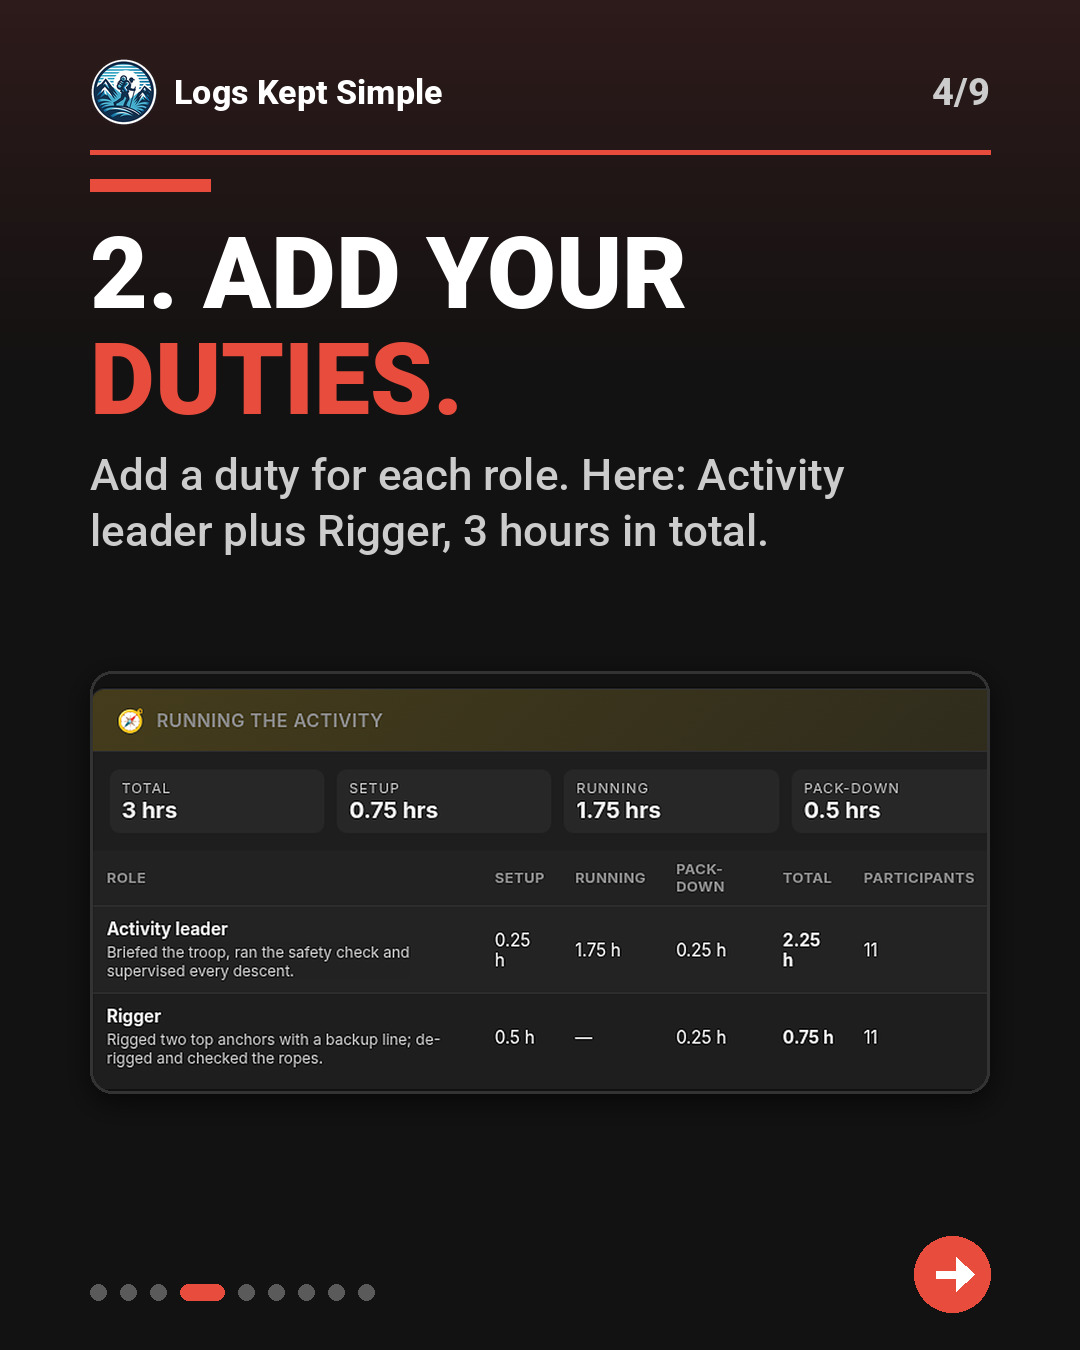 Logs Kept Simple
4/9
2. ADD YOUR
DUTIES.
Add a duty for each role. Here: Activity
leader plus Rigger, 3 hours in total.
RUNNING THE ACTIVITY
TOTAL
3 hrs
SETUP
0.75 hrs
RUNNING
1.75 hrs
PACK-DOWN
0.5 hrs
ROLE SETUP RUNNING PACK-
DOWN TOTAL PARTICIPANTS
Activity leader
Briefed the troop, ran the safety check and
supervised every descent.
0.25
h
1.75 h
0.25 h
2.25
h
11
Rigger
Rigged two top anchors with a backup line; de-
rigged and checked the ropes.
0.5 h
—
0.25 h
0.75 h
11